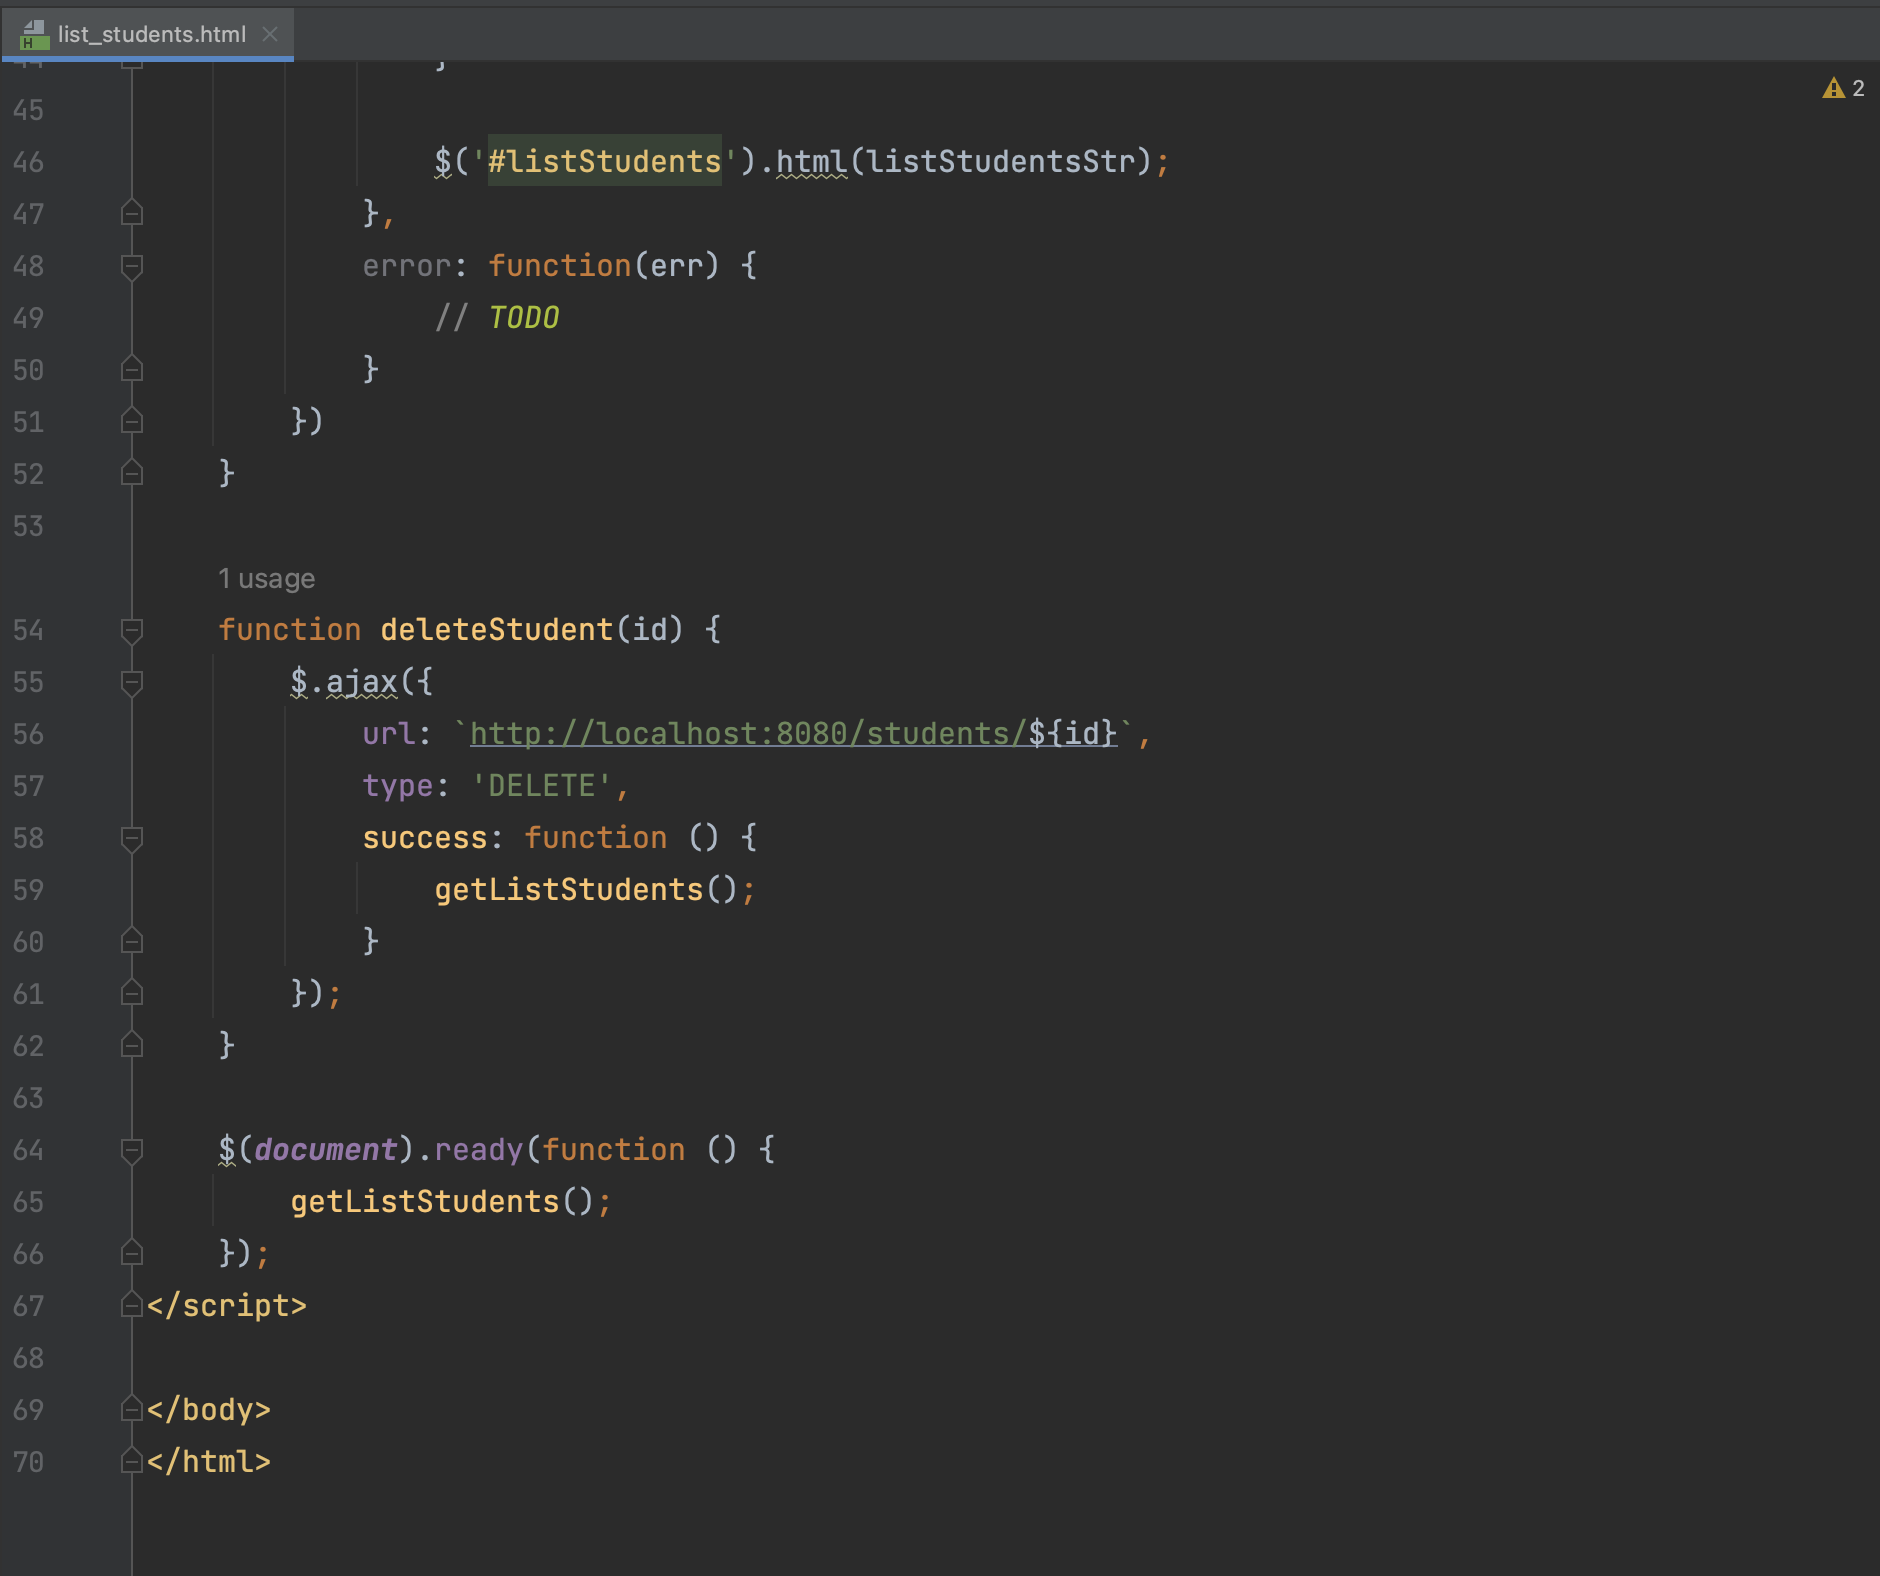 list_students.html
2
44 }
45
46 $('#listStudents').html(listStudentsStr);
47 },
48 error: function(err) {
49 // TODO
50 }
51 })
52 }
53
1 usage
54 function deleteStudent(id) {
55 $.ajax({
56 url: `http://localhost:8080/students/${id}`,
57 type: 'DELETE',
58 success: function () {
59 getListStudents();
60 }
61 });
62 }
63
64 $(document).ready(function () {
65 getListStudents();
66 });
67 </script>
68
69 </body>
70 </html>